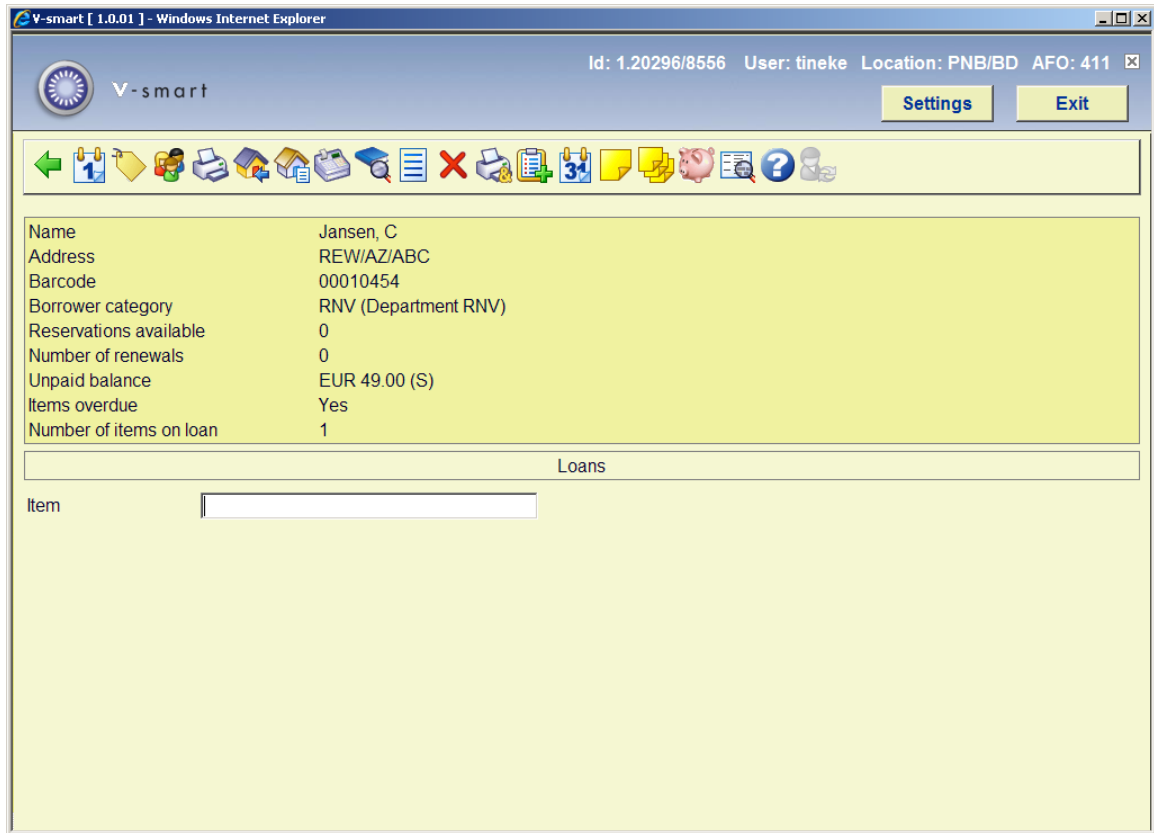 V-smart [ 1.0.01 ] - Windows Internet Explorer
Id: 1.20296/8556 User: tineke Location: PNB/BD AFO: 411
V-smart
Settings Exit
1 31
Name Jansen, C
Address REW/AZ/ABC
Barcode 00010454
Borrower category RNV (Department RNV)
Reservations available 0
Number of renewals 0
Unpaid balance EUR 49.00 (S)
Items overdue Yes
Number of items on loan 1
Loans
Item